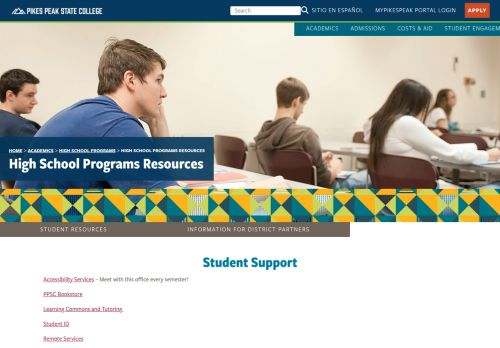 PIKES PEAK STATE COLLEGE
Search
SITIO EN ESPAÑOL
MYPIKESPEAK PORTAL LOGIN
APPLY
ACADEMICS
ADMISSIONS
COSTS & AID
STUDENT ENGAGEM
HOME > ACADEMICS > HIGH SCHOOL PROGRAMS > HIGH SCHOOL PROGRAMS RESOURCES
High School Programs Resources
STUDENT RESOURCES
INFORMATION FOR DISTRICT PARTNERS
Student Support
Accessibility Services – Meet with this office every semester!
PPSC Bookstore
Learning Commons and Tutoring
Student ID
Remote Services